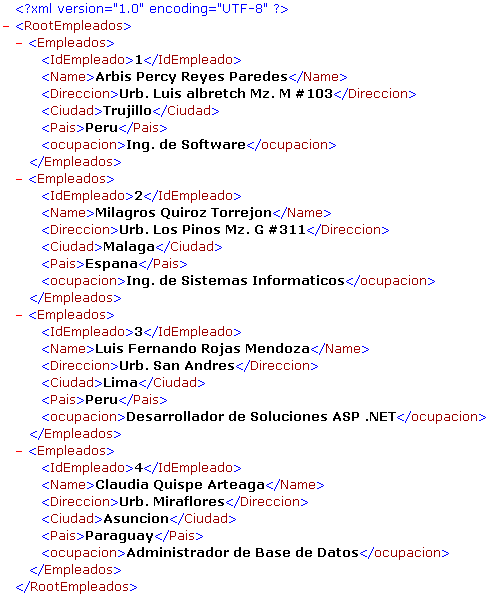 <?xml version="1.0" encoding="UTF-8" ?>
- <RootEmpleados>
- <Empleados>
<IdEmpleado>1</IdEmpleado>
<Name>Arbis Percy Reyes Paredes</Name>
<Direccion>Urb. Luis albretch Mz. M #103</Direccion>
<Ciudad>Trujillo</Ciudad>
<Pais>Peru</Pais>
<ocupacion>Ing. de Software</ocupacion>
</Empleados>
- <Empleados>
<IdEmpleado>2</IdEmpleado>
<Name>Milagros Quiroz Torrejon</Name>
<Direccion>Urb. Los Pinos Mz. G #311</Direccion>
<Ciudad>Malaga</Ciudad>
<Pais>Espana</Pais>
<ocupacion>Ing. de Sistemas Informaticos</ocupacion>
</Empleados>
- <Empleados>
<IdEmpleado>3</IdEmpleado>
<Name>Luis Fernando Rojas Mendoza</Name>
<Direccion>Urb. San Andres</Direccion>
<Ciudad>Lima</Ciudad>
<Pais>Peru</Pais>
<ocupacion>Desarrollador de Soluciones ASP .NET</ocupacion>
</Empleados>
- <Empleados>
<IdEmpleado>4</IdEmpleado>
<Name>Claudia Quispe Arteaga</Name>
<Direccion>Urb. Miraflores</Direccion>
<Ciudad>Asuncion</Ciudad>
<Pais>Paraguay</Pais>
<ocupacion>Administrador de Base de Datos</ocupacion>
</Empleados>
</RootEmpleados>